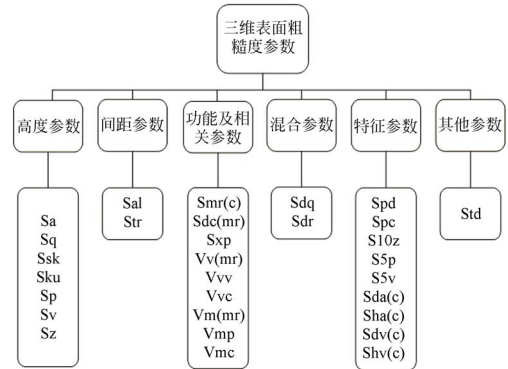 三维表面粗
糙度参数
高度参数
间距参数
功能及相
关参数
混合参数
特征参数
其他参数
Sa
Sq
Ssk
Sku
Sp
Sv
Sz
Sal
Str
Smr(c)
Sdc(mr)
Sxp
Vv(mr)
Vvv
Vvc
Vm(mr)
Vmp
Vmc
Sdq
Sdr
Spd
Spc
S10z
S5p
S5v
Sda(c)
Sha(c)
Sdv(c)
Shv(c)
Std